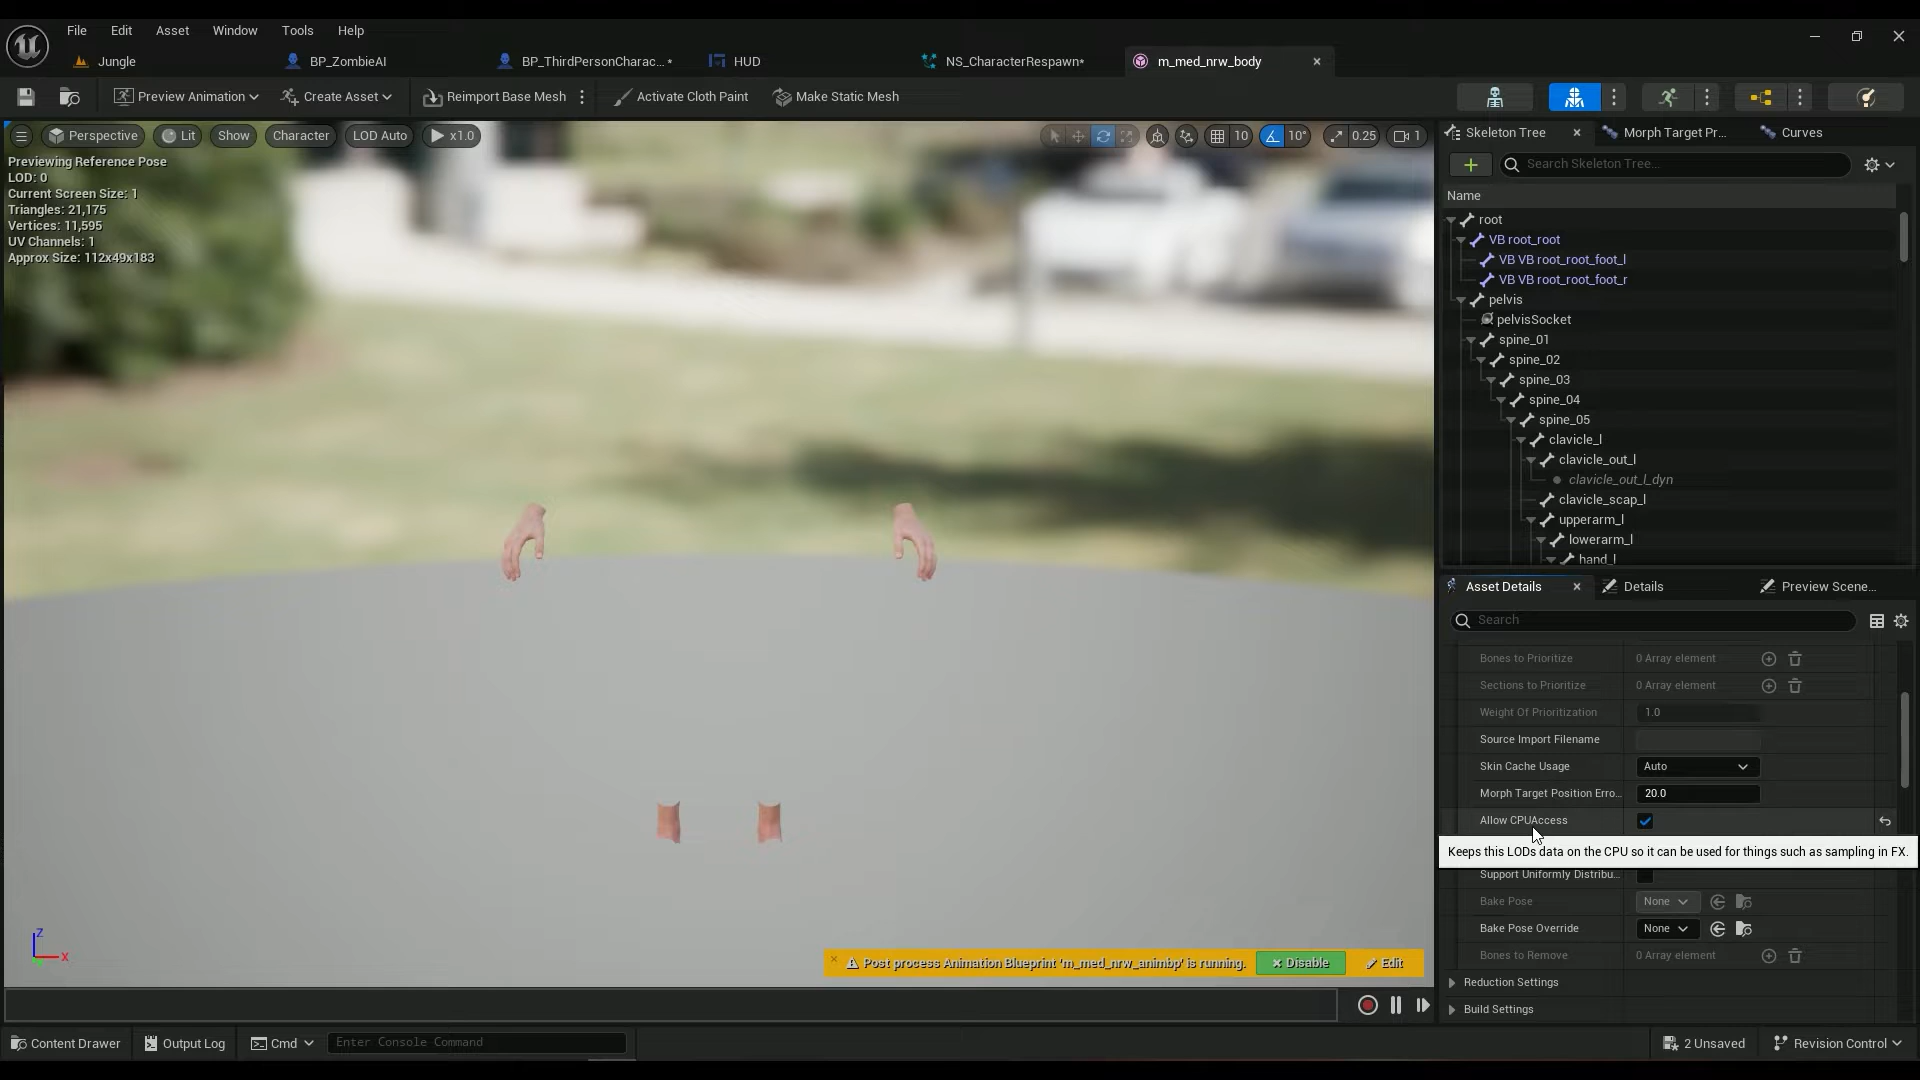 File Edit Asset Window Tools Help
Jungle BP_ZombieAI BP_ThirdPersonCharac...* HUD NS_CharacterRespawn* m_med_nrw_body
Preview Animation Create Asset Reimport Base Mesh Activate Cloth Paint Make Static Mesh
Perspective Lit Show Character LOD Auto x1.0 10 10° 0.25 1
Previewing Reference Pose
LOD: 0
Current Screen Size: 1
Triangles: 21,175
Vertices: 11,595
UV Channels: 1
Approx Size: 112x49x183
Z
X
Post process Animation Blueprint 'm_med_nrw_animbp' is running. Disable Edit
Skeleton Tree Morph Target Pr... Curves
Search Skeleton Tree...
Name
root
VB root_root
VB VB root_root_foot_l
VB VB root_root_foot_r
pelvis
pelvisSocket
spine_01
spine_02
spine_03
spine_04
spine_05
clavicle_l
clavicle_out_l
clavicle_out_l_dyn
clavicle_scap_l
upperarm_l
lowerarm_l
hand_l
Asset Details Details Preview Scene...
Search
Bones to Prioritize 0 Array element
Sections to Prioritize 0 Array element
Weight Of Prioritization 1.0
Source Import Filename
Skin Cache Usage Auto
Morph Target Position Erro... 20.0
Allow CPUAccess
Keeps this LODs data on the CPU so it can be used for things such as sampling in FX.
Support Uniformly Distribu...
Bake Pose None
Bake Pose Override None
Bones to Remove 0 Array element
Reduction Settings
Build Settings
Content Drawer Output Log Cmd Enter Console Command 2 Unsaved Revision Control